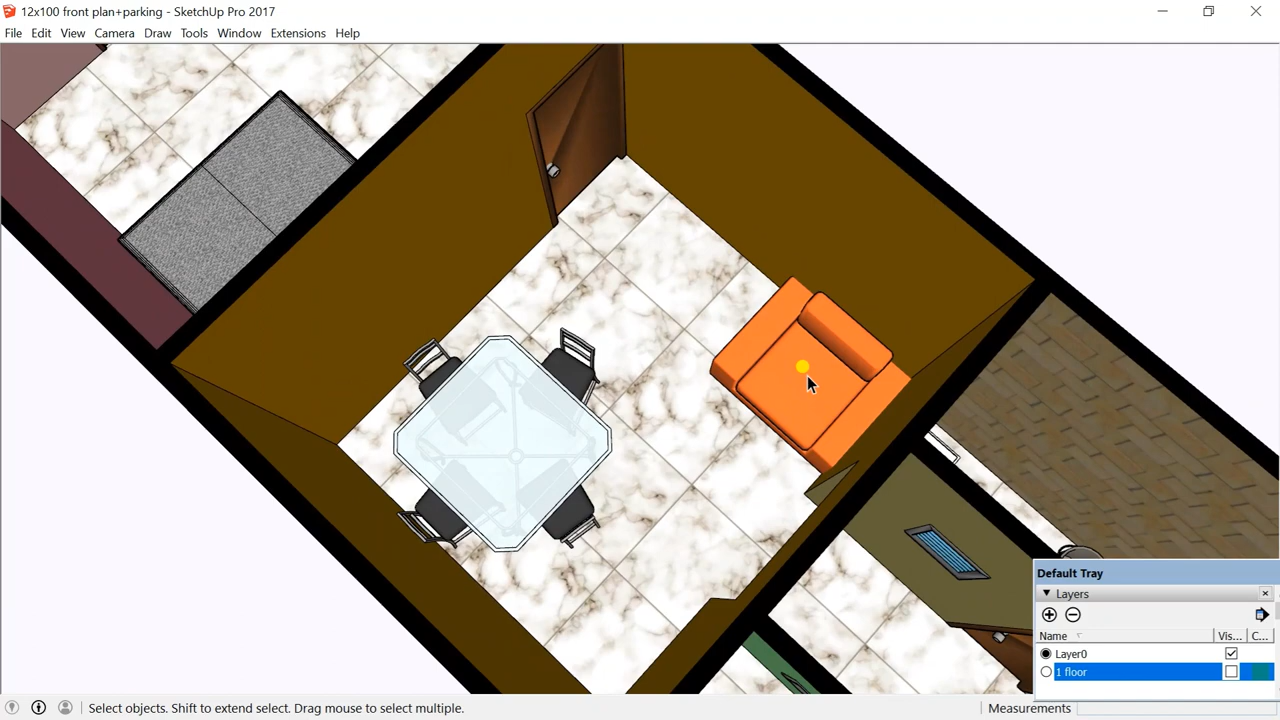 12x100 front plan+parking - SketchUp Pro 2017
File Edit View Camera Draw Tools Window Extensions Help
Default Tray
Layers
Name Vis... C...
Layer0
1 floor
Select objects. Shift to extend select. Drag mouse to select multiple. Measurements